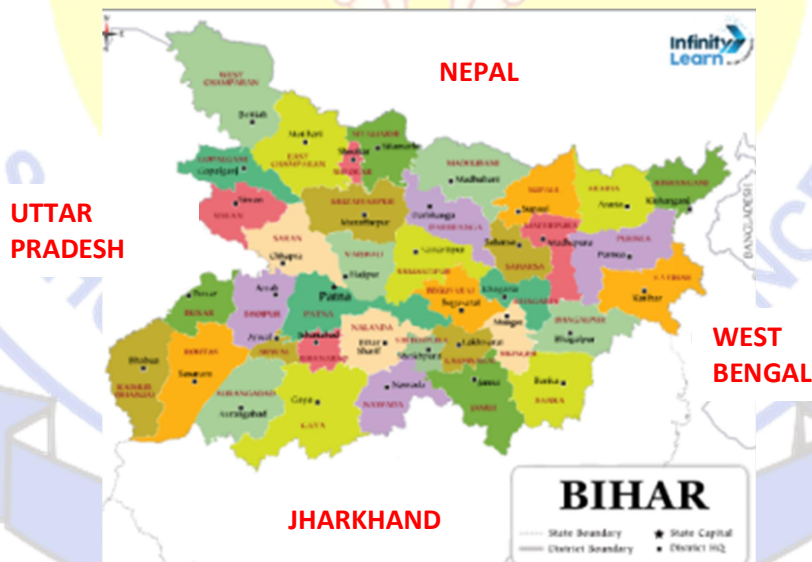 Infinity
Learn
NEPAL
WEST
CHAMPARAN
Bettiah
Motihari
EAST
CHAMPARAN
SITAMARHI
Sitamarhi
Sheohar
SHEOHAR
GOPALGANJ
Gopalganj
MADHUBANI
Madhubani
SUPAUL
Supaul
ARARIA
Araria
KISHANGANJ
Kishanganj
BANGLADESH
UTTAR
PRADESH
Siwan
SIWAN
MUZAFFARPUR
Muzaffarpur
Darbhanga
DARBHANGA
MADHEPURA
Madhepura
PURNIA
Purnia
SARAN
Chhapra
VAISHALI
Hajipur
Samastipur
SAMASTIPUR
Saharsa
SAHARSA
KATIHAR
Katihar
Buxar
BUXAR
Arrah
BHOJPUR
Patna
PATNA
BEGUSARAI
Begusarai
Khagaria
KHAGARIA
BHAGALPUR
Bhagalpur
WEST
BENGAL
Bhabua
KAIMUR
ROHTAS
Sasaram
Arwal
ARWAL
Jehanabad
JEHANABAD
NALANDA
Bihar
Sharif
Sheikhpura
Lakhisarai
Munger
MUNGER
AURANGABAD
Aurangabad
Gaya
GAYA
Nawada
NAWADA
Jamui
JAMUI
Banka
BANKA
JHARKHAND
BIHAR
State Boundary
State Capital
District Boundary
District HQ